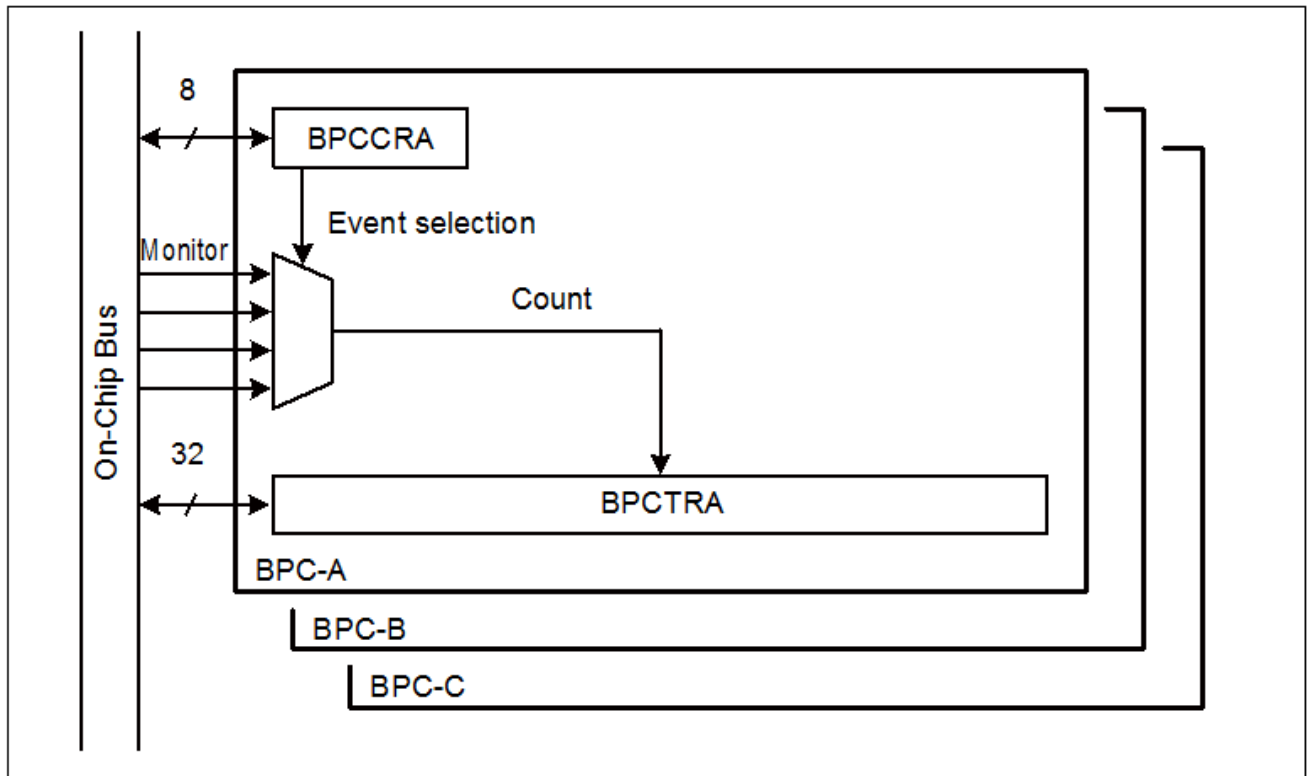 8
BPCCRA
Event selection
Monitor
Count
On-Chip Bus
32
BPCTRA
BPC-A
BPC-B
BPC-C